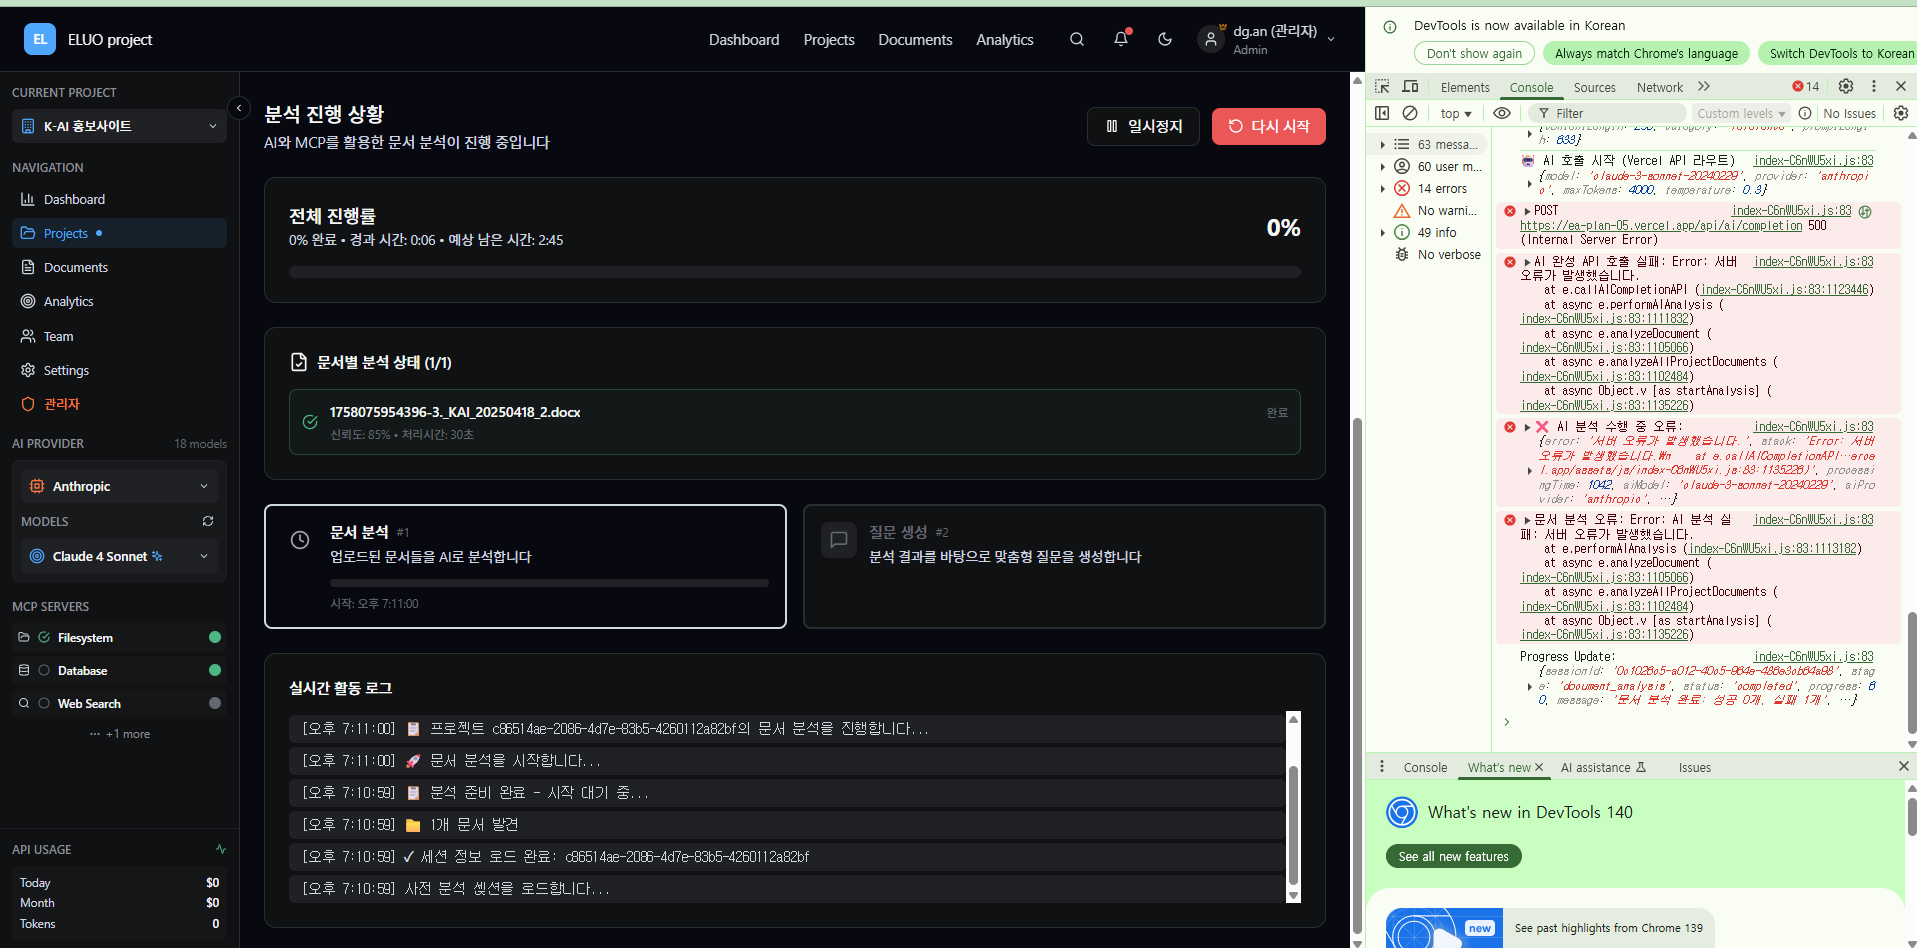 EL ELUO project
Dashboard Projects Documents Analytics
dg.an (관리자)
Admin
CURRENT PROJECT
K-AI 홍보사이트
NAVIGATION
Dashboard
Projects
Documents
Analytics
Team
Settings
관리자
AI PROVIDER 18 models
Anthropic
MODELS
Claude 4 Sonnet
MCP SERVERS
Filesystem
Database
Web Search
··· +1 more
API USAGE
Today $0
Month $0
Tokens 0
분석 진행 상황
AI와 MCP를 활용한 문서 분석이 진행 중입니다
일시정지
다시 시작
전체 진행률
0% 완료 • 경과 시간: 0:06 • 예상 남은 시간: 2:45
0%
문서별 분석 상태 (1/1)
1758075954396-3._KAI_20250418_2.docx
완료
신뢰도: 85% • 처리시간: 30초
문서 분석 #1
업로드된 문서들을 AI로 분석합니다
시작: 오후 7:11:00
질문 생성 #2
분석 결과를 바탕으로 맞춤형 질문을 생성합니다
실시간 활동 로그
[오후 7:11:00] 📋 프로젝트 c86514ae-2086-4d7e-83b5-4260112a82bf의 문서 분석을 진행합니다...
[오후 7:11:00] 🚀 문서 분석을 시작합니다...
[오후 7:10:59] 📋 분석 준비 완료 - 시작 대기 중...
[오후 7:10:59] 📁 1개 문서 발견
[오후 7:10:59] ✓ 세션 정보 로드 완료: c86514ae-2086-4d7e-83b5-4260112a82bf
[오후 7:10:59] 사전 분석 셌션을 로드합니다...
DevTools is now available in Korean
Don't show again
Always match Chrome's language
Switch DevTools to Korean
Elements Console Sources Network
14
top
Filter
Custom levels
No Issues
63 messa...
60 user m...
14 errors
No warni...
49 info
No verbose
h: 833}
AI 호출 시작 (Vercel API 라우트) index-C6nWU5xi.js:83
{model: 'claude-3-sonnet-20240229', provider: 'anthropi
c', maxTokens: 4000, temperature: 0.3}
POST index-C6nWU5xi.js:83
https://ea-plan-05.vercel.app/api/ai/completion 500
(Internal Server Error)
AI 완성 API 호출 실패: Error: 서버 index-C6nWU5xi.js:83
오류가 발생했습니다.
at e.callAICompletionAPI (index-C6nWU5xi.js:83:1123446)
at async e.performAIAnalysis (
index-C6nWU5xi.js:83:1111832)
at async e.analyzeDocument (
index-C6nWU5xi.js:83:1105066)
at async e.analyzeAllProjectDocuments (
index-C6nWU5xi.js:83:1102484)
at async Object.v [as startAnalysis] (
index-C6nWU5xi.js:83:1135226)
❌ AI 분석 수행 중 오류: index-C6nWU5xi.js:83
{error: '서버 오류가 발생했습니다.', stack: 'Error: 서버
오류가 발생했습니다.₩n    at e.callAICompletionAPI…erce
l.app/assets/js/index-C6nWU5xi.js:83:1135226)', processi
ngTime: 1042, aiModel: 'claude-3-sonnet-20240229', aiPro
vider: 'anthropic', …}
문서 분석 오류: Error: AI 분석 실 index-C6nWU5xi.js:83
패: 서버 오류가 발생했습니다.
at e.performAIAnalysis (index-C6nWU5xi.js:83:1113182)
at async e.analyzeDocument (
index-C6nWU5xi.js:83:1105066)
at async e.analyzeAllProjectDocuments (
index-C6nWU5xi.js:83:1102484)
at async Object.v [as startAnalysis] (
index-C6nWU5xi.js:83:1135226)
Progress Update: index-C6nWU5xi.js:83
e: 'document_analysis', status: 'completed', progress: 6
0, message: '문서 분석 완료: 성공 0개, 실패 1개', …}
Console What's new AI assistance Issues
What's new in DevTools 140
See all new features
new
See past highlights from Chrome 139